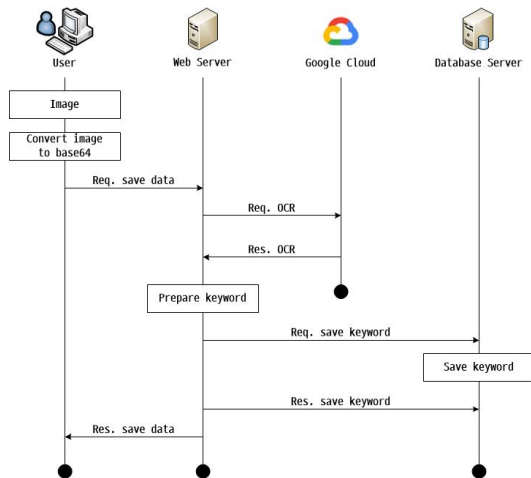 User
Web Server
Google Cloud
Database Server
Image
Convert image
to base64
Req. save data
Req. OCR
Res. OCR
Prepare keyword
Req. save keyword
Save keyword
Res. save keyword
Res. save data